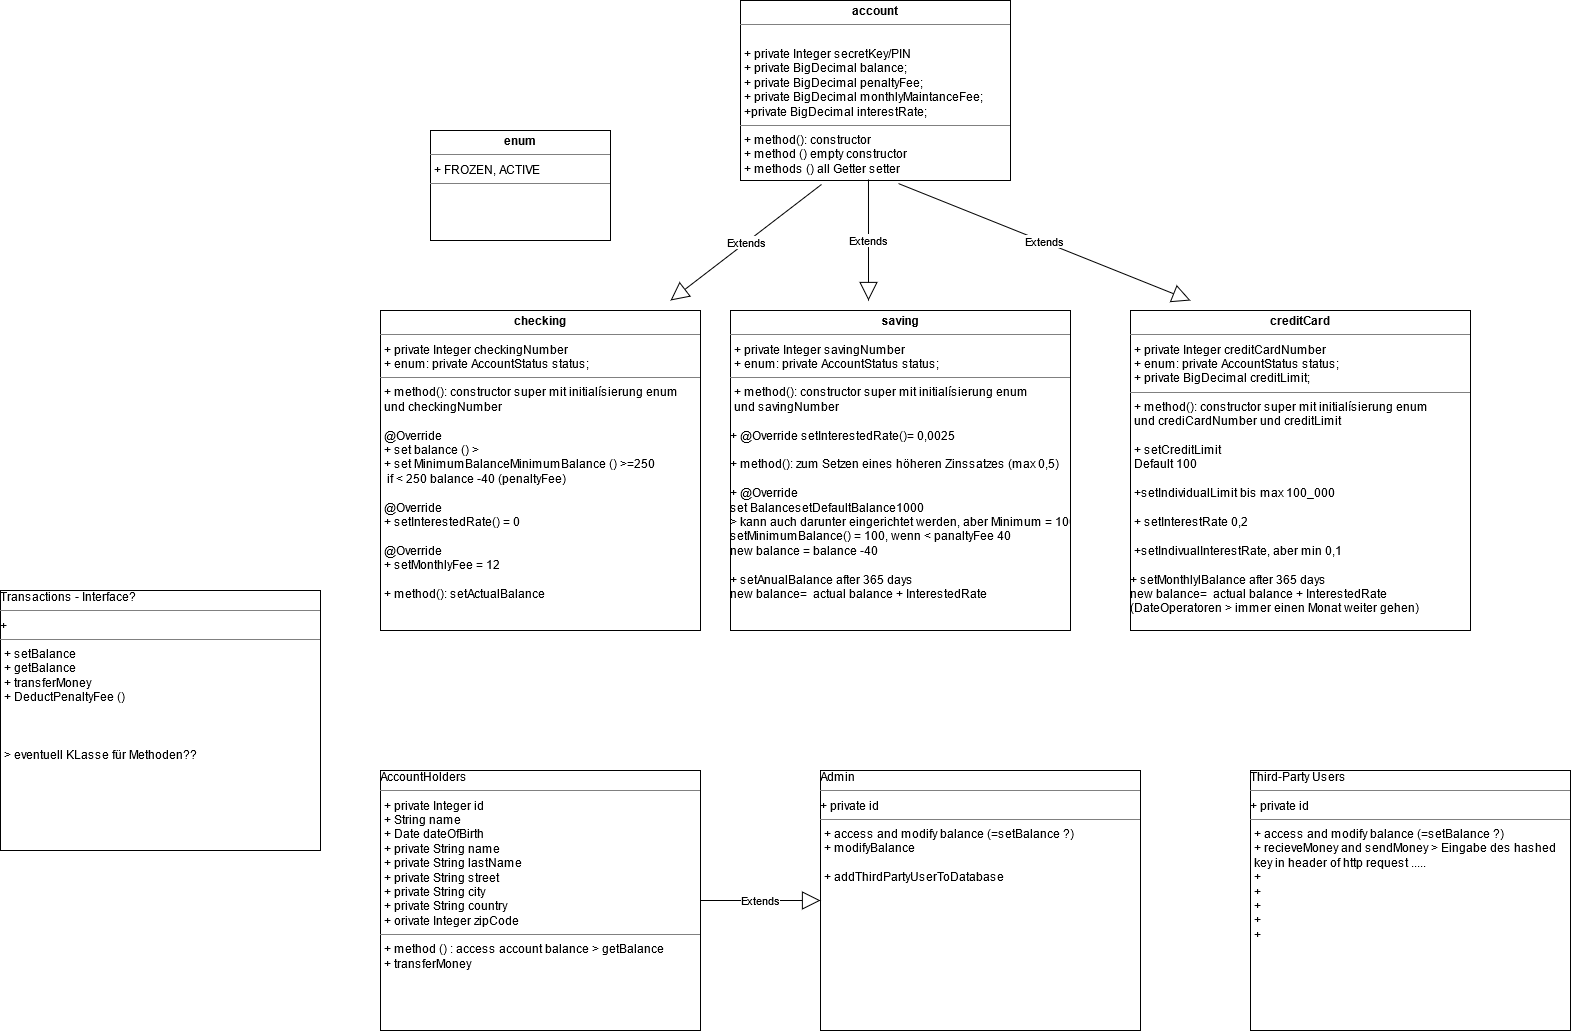 account
+ private Integer secretKey/PIN
+ private BigDecimal balance;
+ private BigDecimal penaltyFee;
+ private BigDecimal monthlyMaintanceFee;
+private BigDecimal interestRate;
+ method(): constructor
+ method () empty constructor
+ methods () all Getter setter
enum
+ FROZEN, ACTIVE
Extends
Extends
Extends
checking
+ private Integer checkingNumber
+ enum: private AccountStatus status;
+ method(): constructor super mit initialísierung enum
und checkingNumber
@Override
+ set balance () >
+ set MinimumBalanceMinimumBalance () >=250
if < 250 balance -40 (penaltyFee)
@Override
+ setInterestedRate() = 0
@Override
+ setMonthlyFee = 12
+ method(): setActualBalance
saving
+ private Integer savingNumber
+ enum: private AccountStatus status;
+ method(): constructor super mit initialísierung enum
und savingNumber
+ @Override setInterestedRate()= 0,0025
+ method(): zum Setzen eines höheren Zinssatzes (max 0,5)
+ @Override
set BalancesetDefaultBalance1000
> kann auch darunter eingerichtet werden, aber Minimum = 10
setMinimumBalance() = 100, wenn < panaltyFee 40
new balance = balance -40
+ setAnualBalance after 365 days
new balance= actual balance + InterestedRate
creditCard
+ private Integer creditCardNumber
+ enum: private AccountStatus status;
+ private BigDecimal creditLimit;
+ method(): constructor super mit initialísierung enum
und crediCardNumber und creditLimit
+ setCreditLimit
Default 100
+setIndividualLimit bis max 100_000
+ setInterestRate 0,2
+setIndivualInterestRate, aber min 0,1
+ setMonthlylBalance after 365 days
new balance= actual balance + InterestedRate
(DateOperatoren > immer einen Monat weiter gehen)
Transactions - Interface?
+
+ setBalance
+ getBalance
+ transferMoney
+ DeductPenaltyFee ()
> eventuell KLasse für Methoden??
AccountHolders
+ private Integer id
+ String name
+ Date dateOfBirth
+ private String name
+ private String lastName
+ private String street
+ private String city
+ private String country
+ orivate Integer zipCode
+ method () : access account balance > getBalance
+ transferMoney
Extends
Admin
+ private id
+ access and modify balance (=setBalance ?)
+ modifyBalance
+ addThirdPartyUserToDatabase
Third-Party Users
+ private id
+ access and modify balance (=setBalance ?)
+ recieveMoney and sendMoney > Eingabe des hashed
key in header of http request .....
+
+
+
+
+